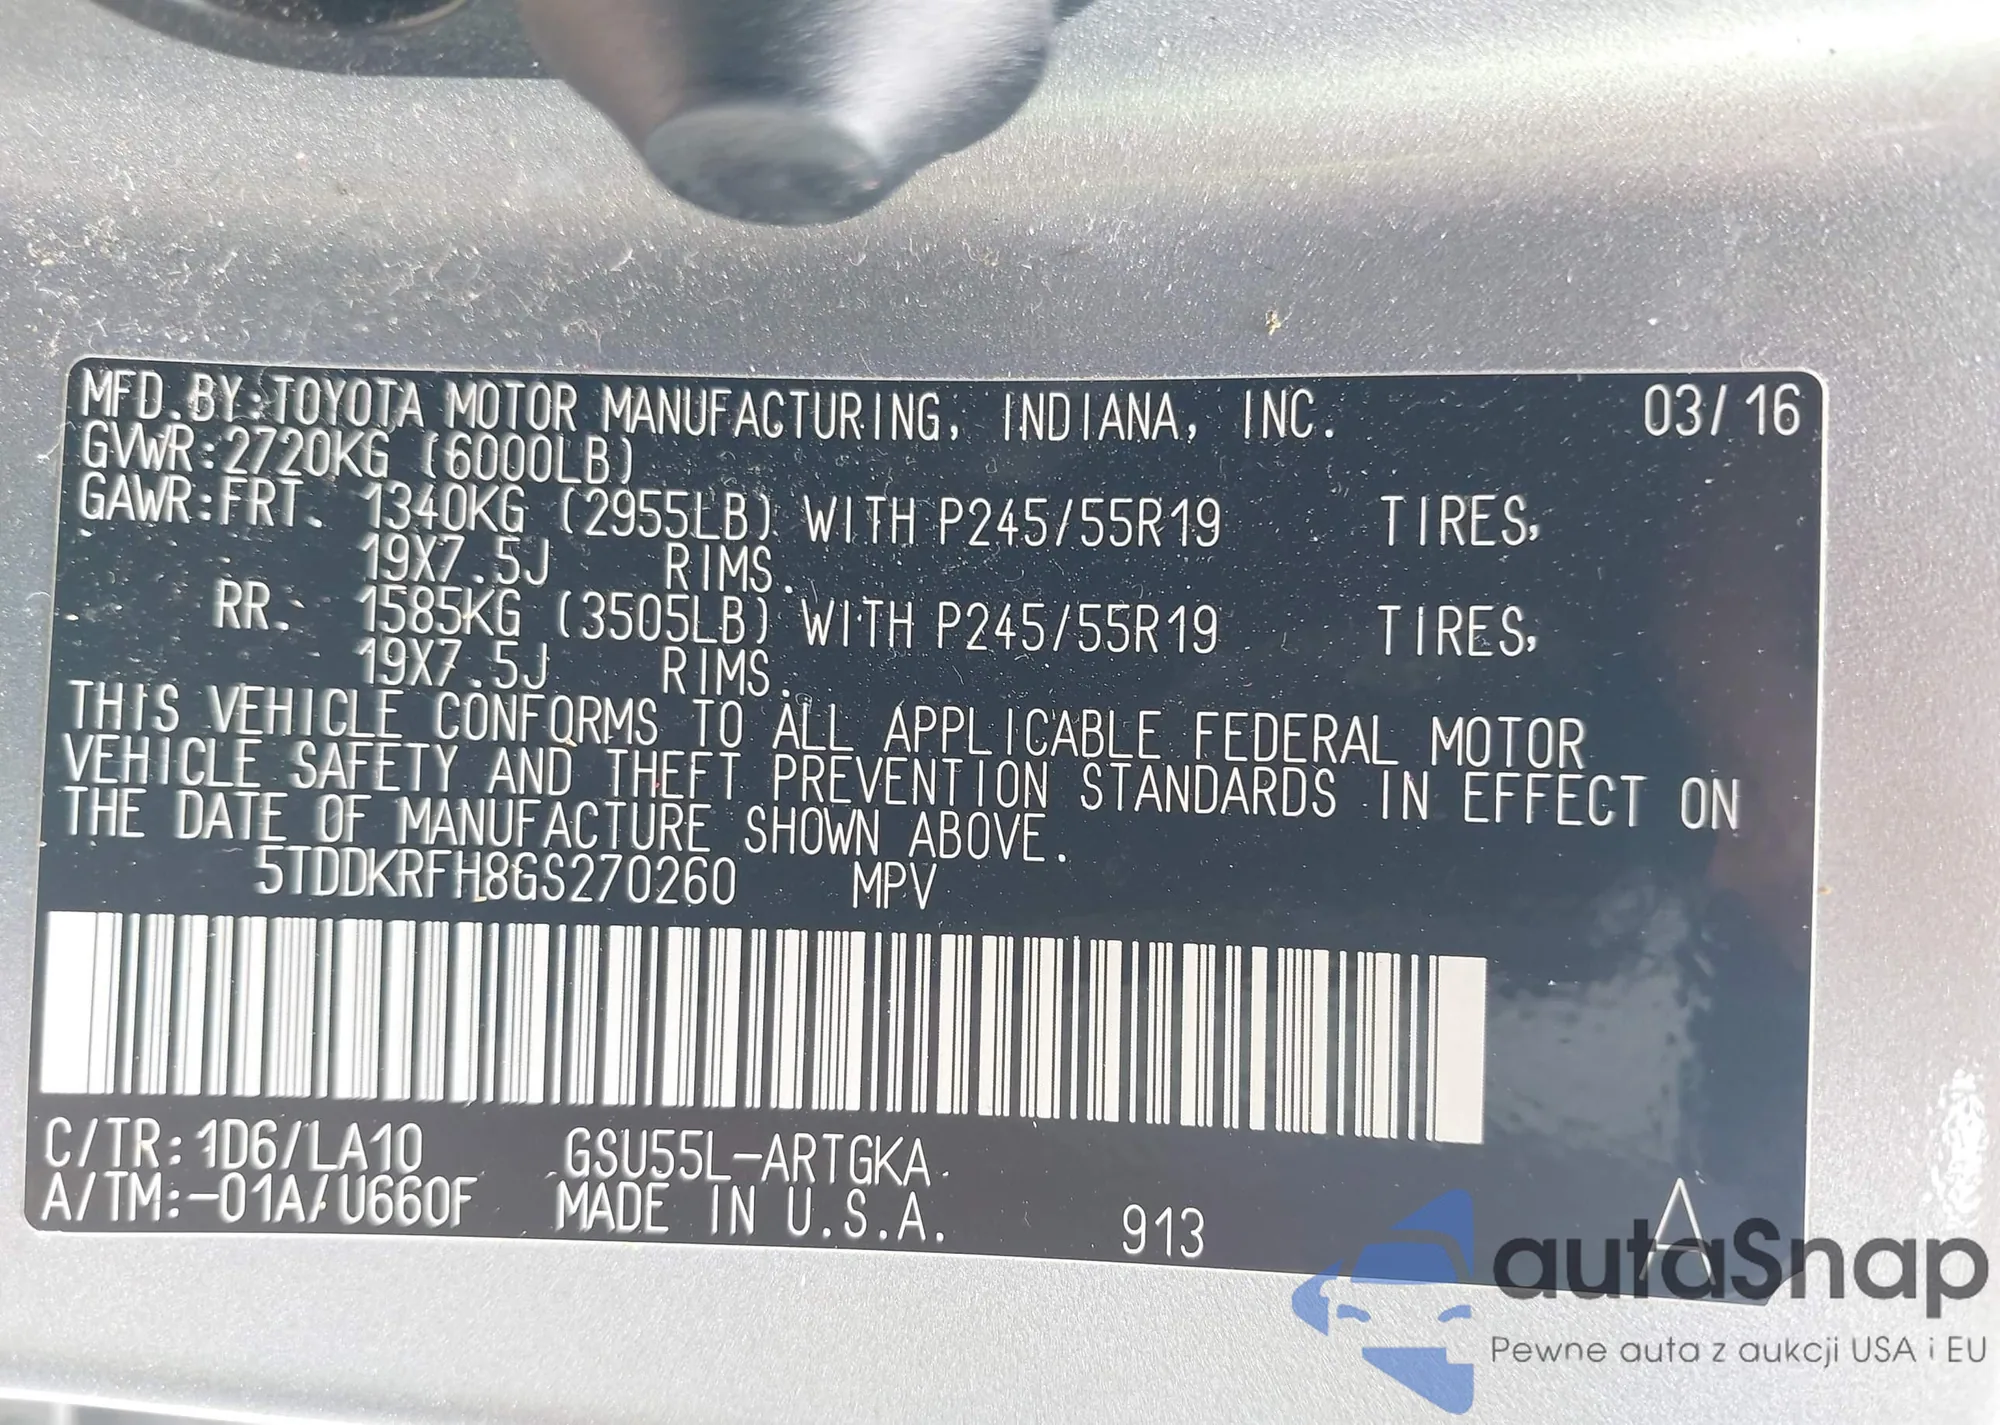 MFD.BY:TOYOTA MOTOR MANUFACTURING, INDIANA, INC. 03/16
GVWR:2720KG (6000LB)
GAWR:FRT. 1340KG (2955LB) WITH P245/55R19 TIRES,
19X7.5J RIMS.
RR. 1585KG (3505LB) WITH P245/55R19 TIRES,
19X7.5J RIMS.
THIS VEHICLE CONFORMS TO ALL APPLICABLE FEDERAL MOTOR
VEHICLE SAFETY AND THEFT PREVENTION STANDARDS IN EFFECT ON
THE DATE OF MANUFACTURE SHOWN ABOVE.
5TDDKRFH8GS270260 MPV
C/TR:1D6/LA10 GSU55L-ARTGKA
A/TM:-01A/U660F MADE IN U.S.A. 913 A
autaSnap
Pewne auta z aukcji USA i EU